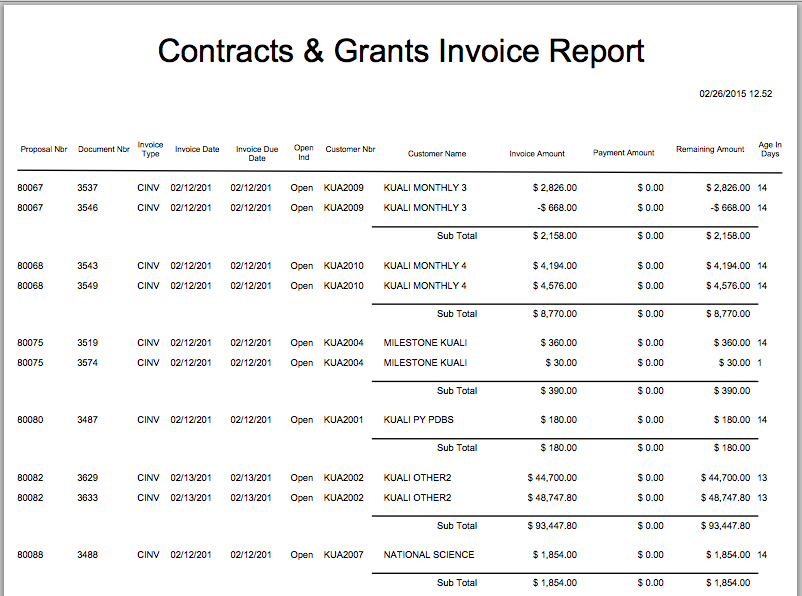 Contracts & Grants Invoice Report
02/26/2015 12.52
Proposal Nbr Document Nbr Invoice Type Invoice Date Invoice Due Date Open Ind Customer Nbr Customer Name Invoice Amount Payment Amount Remaining Amount Age In Days
80067 3537 CINV 02/12/201 02/12/201 Open KUA2009 KUALI MONTHLY 3 $ 2,826.00 $ 0.00 $ 2,826.00 14
80067 3546 CINV 02/12/201 02/12/201 Open KUA2009 KUALI MONTHLY 3 -$ 668.00 $ 0.00 -$ 668.00 14
Sub Total $ 2,158.00 $ 0.00 $ 2,158.00
80068 3543 CINV 02/12/201 02/12/201 Open KUA2010 KUALI MONTHLY 4 $ 4,194.00 $ 0.00 $ 4,194.00 14
80068 3549 CINV 02/12/201 02/12/201 Open KUA2010 KUALI MONTHLY 4 $ 4,576.00 $ 0.00 $ 4,576.00 14
Sub Total $ 8,770.00 $ 0.00 $ 8,770.00
80075 3519 CINV 02/12/201 02/12/201 Open KUA2004 MILESTONE KUALI $ 360.00 $ 0.00 $ 360.00 14
80075 3574 CINV 02/12/201 02/12/201 Open KUA2004 MILESTONE KUALI $ 30.00 $ 0.00 $ 30.00 1
Sub Total $ 390.00 $ 0.00 $ 390.00
80080 3487 CINV 02/12/201 02/12/201 Open KUA2001 KUALI PY PDBS $ 180.00 $ 0.00 $ 180.00 14
Sub Total $ 180.00 $ 0.00 $ 180.00
80082 3629 CINV 02/13/201 02/13/201 Open KUA2002 KUALI OTHER2 $ 44,700.00 $ 0.00 $ 44,700.00 13
80082 3633 CINV 02/13/201 02/13/201 Open KUA2002 KUALI OTHER2 $ 48,747.80 $ 0.00 $ 48,747.80 13
Sub Total $ 93,447.80 $ 0.00 $ 93,447.80
80088 3488 CINV 02/12/201 02/12/201 Open KUA2007 NATIONAL SCIENCE $ 1,854.00 $ 0.00 $ 1,854.00 14
Sub Total $ 1,854.00 $ 0.00 $ 1,854.00